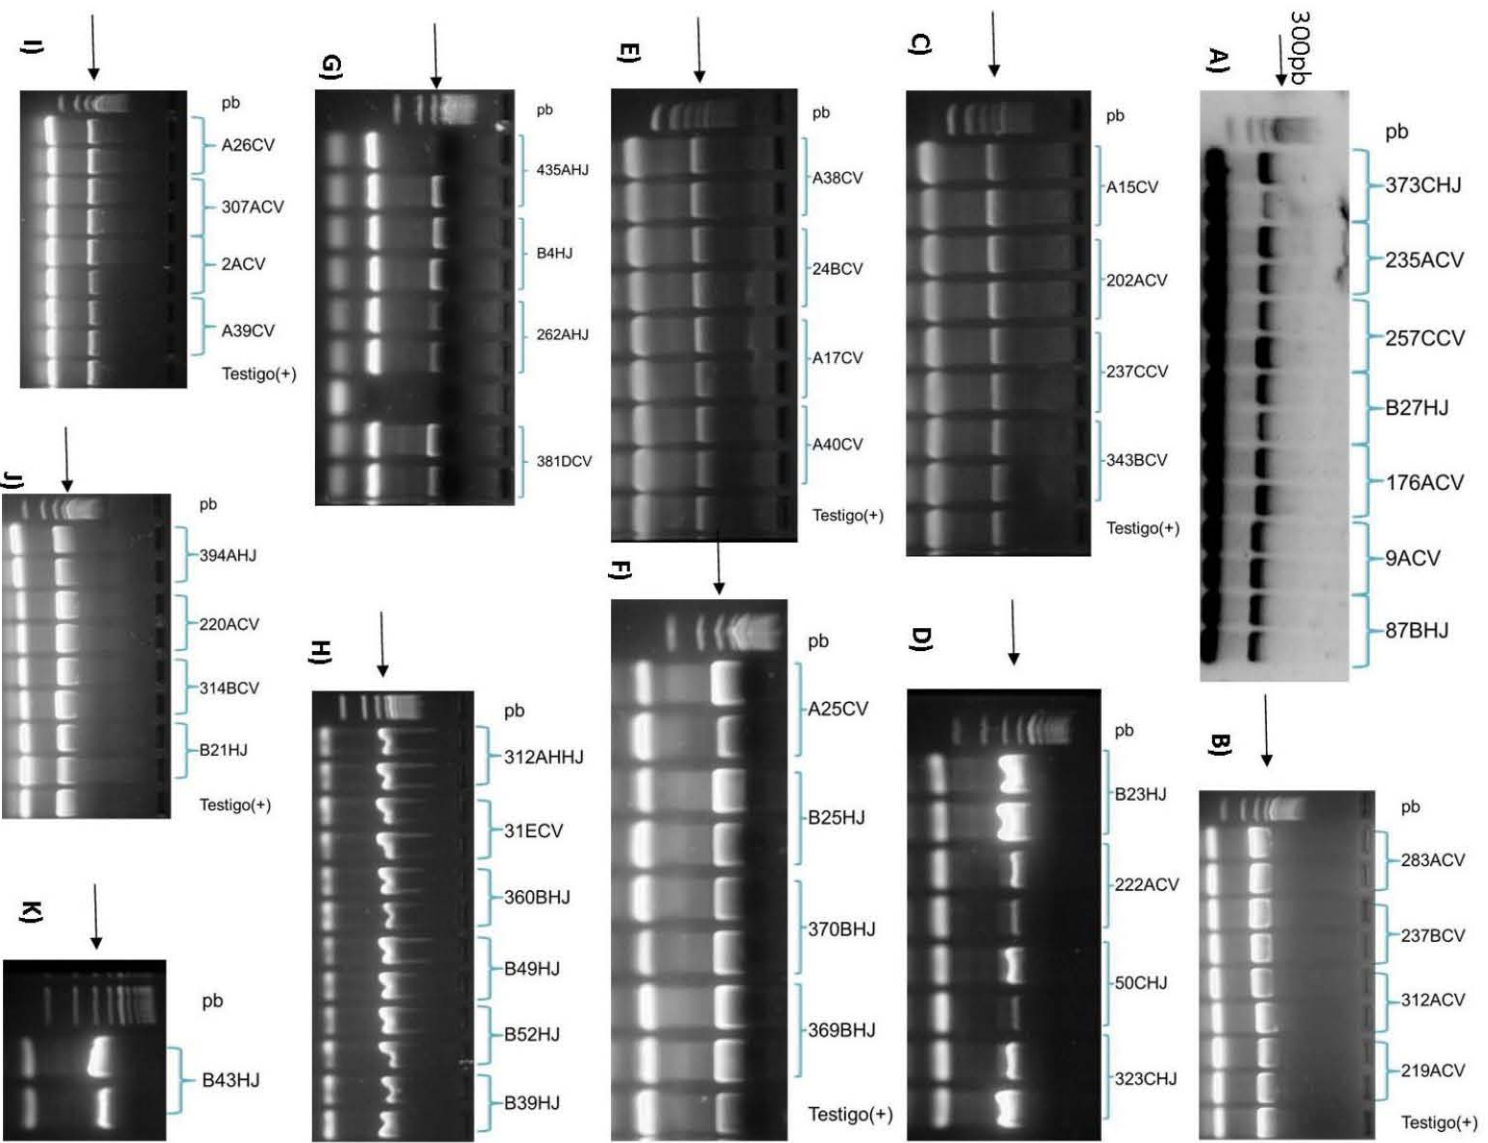 A)
300pb
pb
373CHJ
235ACV
257CCV
B27HJ
176ACV
9ACV
87BHJ
B)
pb
283ACV
237BCV
312ACV
219ACV
Testigo(+)
C)
pb
A15CV
202ACV
237CCV
343BCV
Testigo(+)
D)
pb
B23HJ
222ACV
50CHJ
323CHJ
E)
pb
A38CV
24BCV
A17CV
A40CV
Testigo(+)
F)
pb
A25CV
B25HJ
370BHJ
369BHJ
Testigo(+)
G)
pb
435AHJ
B4HJ
262AHJ
381DCV
H)
pb
312AHHJ
31ECV
360BHJ
B49HJ
B52HJ
B39HJ
I)
pb
A26CV
307ACV
2ACV
A39CV
Testigo(+)
J)
pb
394AHJ
220ACV
314BCV
B21HJ
Testigo(+)
K)
pb
B43HJ